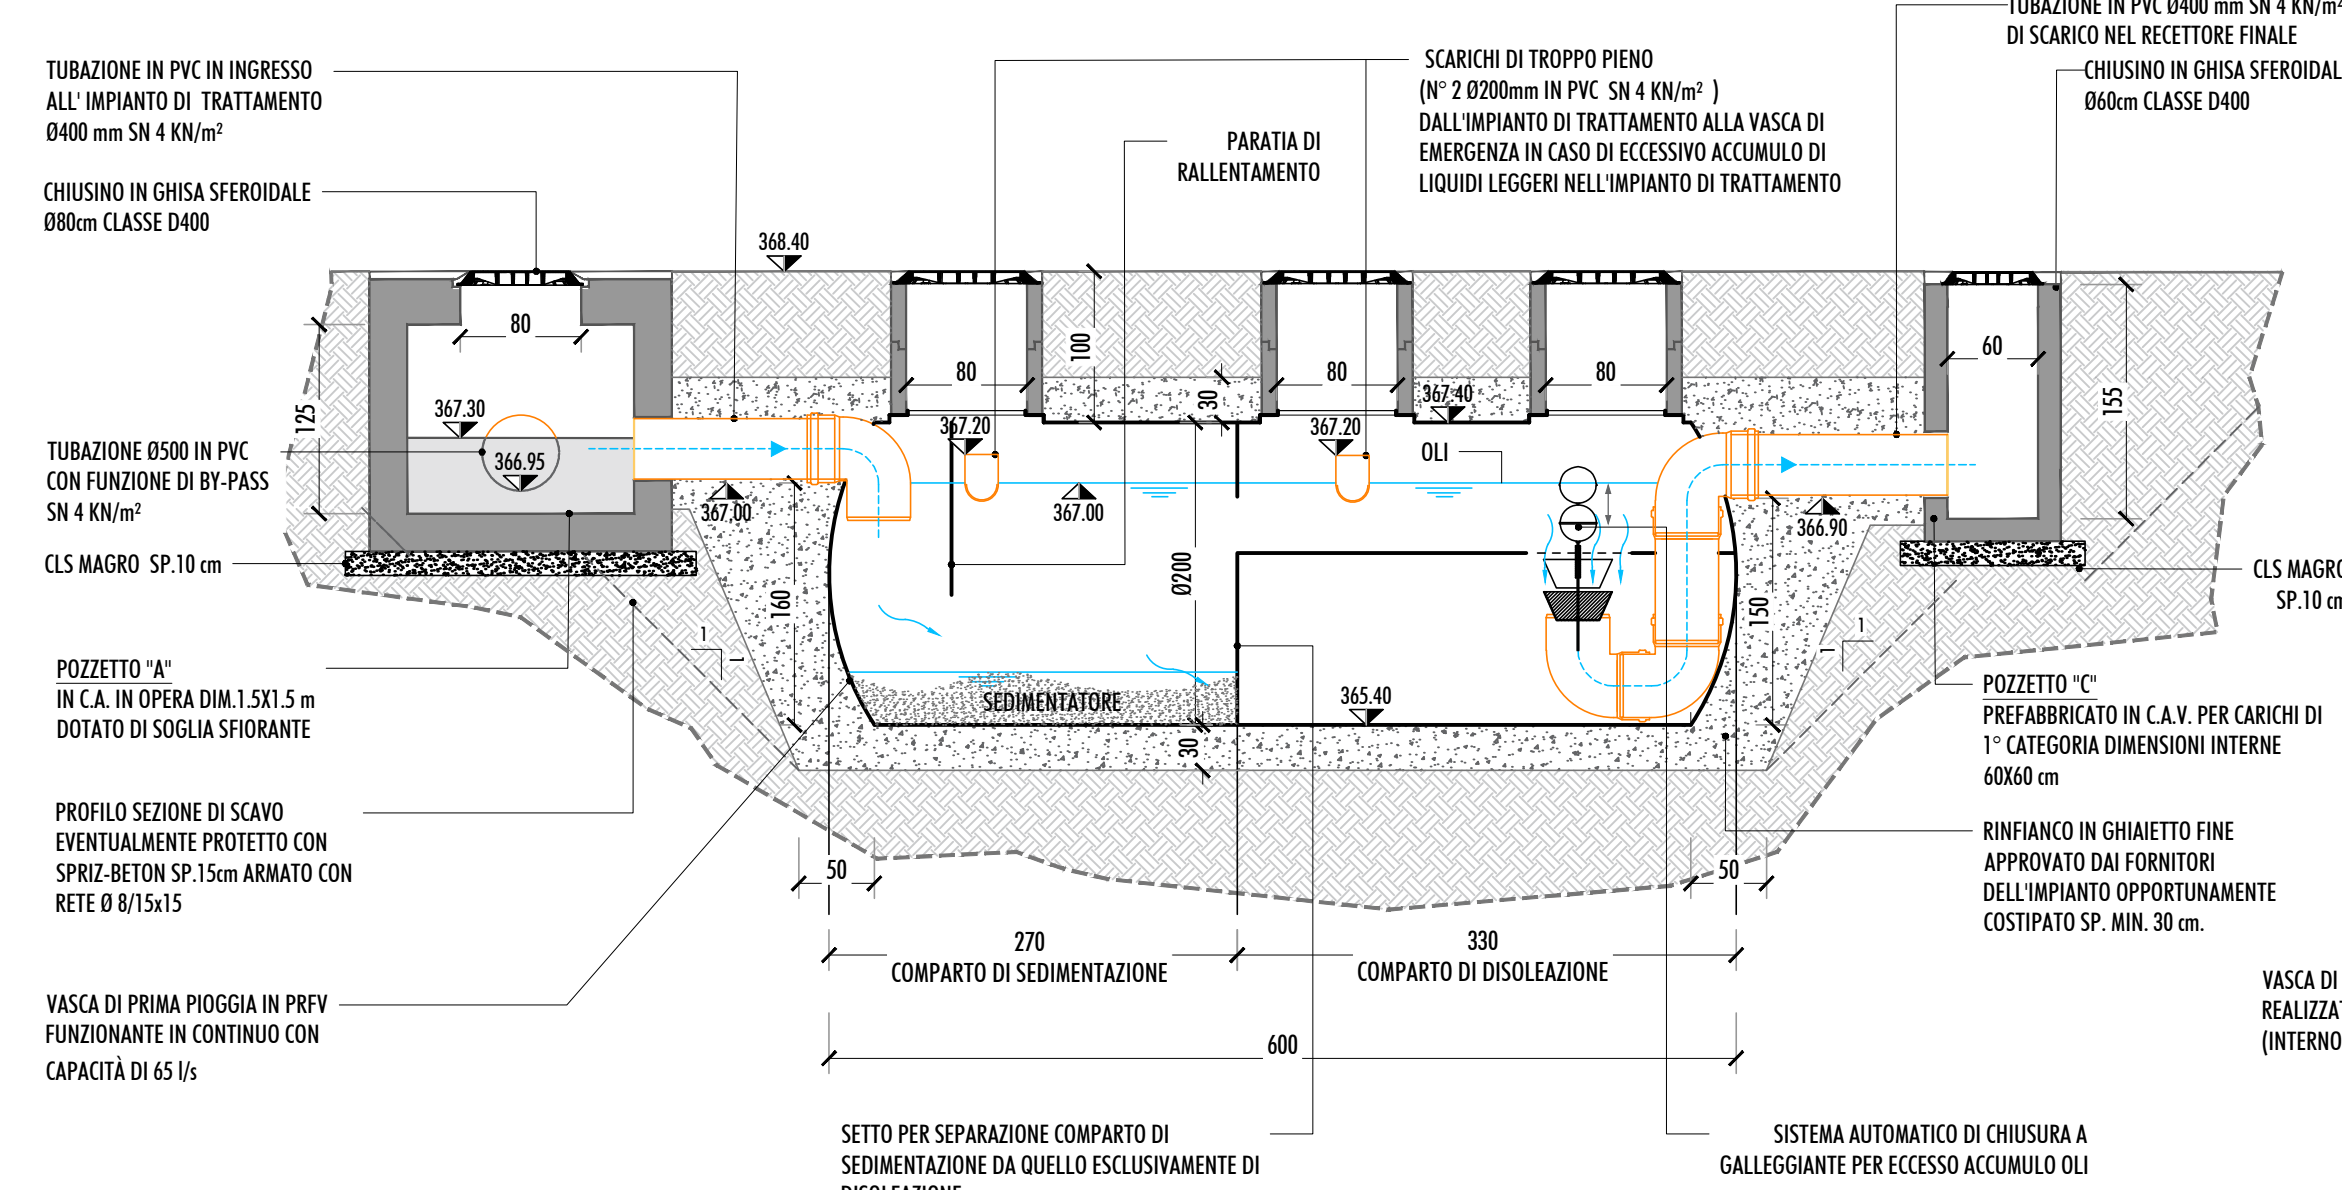 TUBAZIONE IN PVC IN INGRESSO
ALL' IMPIANTO DI TRATTAMENTO
Ø400 mm SN 4 KN/m²
CHIUSINO IN GHISA SFEROIDALE
Ø80cm CLASSE D400
TUBAZIONE Ø500 IN PVC
CON FUNZIONE DI BY-PASS
SN 4 KN/m²
CLS MAGRO SP.10 cm
POZZETTO "A"
IN C.A. IN OPERA DIM.1.5X1.5 m
DOTATO DI SOGLIA SFIORANTE
PROFILO SEZIONE DI SCAVO
EVENTUALMENTE PROTETTO CON
SPRIZ-BETON SP.15cm ARMATO CON
RETE Ø 8/15x15
VASCA DI PRIMA PIOGGIA IN PRFV
FUNZIONANTE IN CONTINUO CON
CAPACITÀ DI 65 l/s
PARATIA DI
RALLENTAMENTO
SCARICHI DI TROPPO PIENO
(N° 2 Ø200mm IN PVC SN 4 KN/m² )
DALL'IMPIANTO DI TRATTAMENTO ALLA VASCA DI
EMERGENZA IN CASO DI ECCESSIVO ACCUMULO DI
LIQUIDI LEGGERI NELL'IMPIANTO DI TRATTAMENTO
TUBAZIONE IN PVC Ø400 mm SN 4 KN/m²
DI SCARICO NEL RECETTORE FINALE
CHIUSINO IN GHISA SFEROIDAL
Ø60cm CLASSE D400
368.40
80
125
367.30
366.95
367,00
160
1
1
80
100
367.20
367.00
30
80
367.20
367.40
80
OLI
Ø200
SEDIMENTATORE
30
365.40
150
366.90
60
155
1
1
50
50
270
COMPARTO DI SEDIMENTAZIONE
330
COMPARTO DI DISOLEAZIONE
600
CLS MAGRO
SP.10 cm
POZZETTO "C"
PREFABBRICATO IN C.A.V. PER CARICHI DI
1° CATEGORIA DIMENSIONI INTERNE
60X60 cm
RINFIANCO IN GHIAIETTO FINE
APPROVATO DAI FORNITORI
DELL'IMPIANTO OPPORTUNAMENTE
COSTIPATO SP. MIN. 30 cm.
VASCA DI
REALIZZAT
(INTERNO
SETTO PER SEPARAZIONE COMPARTO DI
SEDIMENTAZIONE DA QUELLO ESCLUSIVAMENTE DI
DISOLEAZIONE
SISTEMA AUTOMATICO DI CHIUSURA A
GALLEGGIANTE PER ECCESSO ACCUMULO OLI